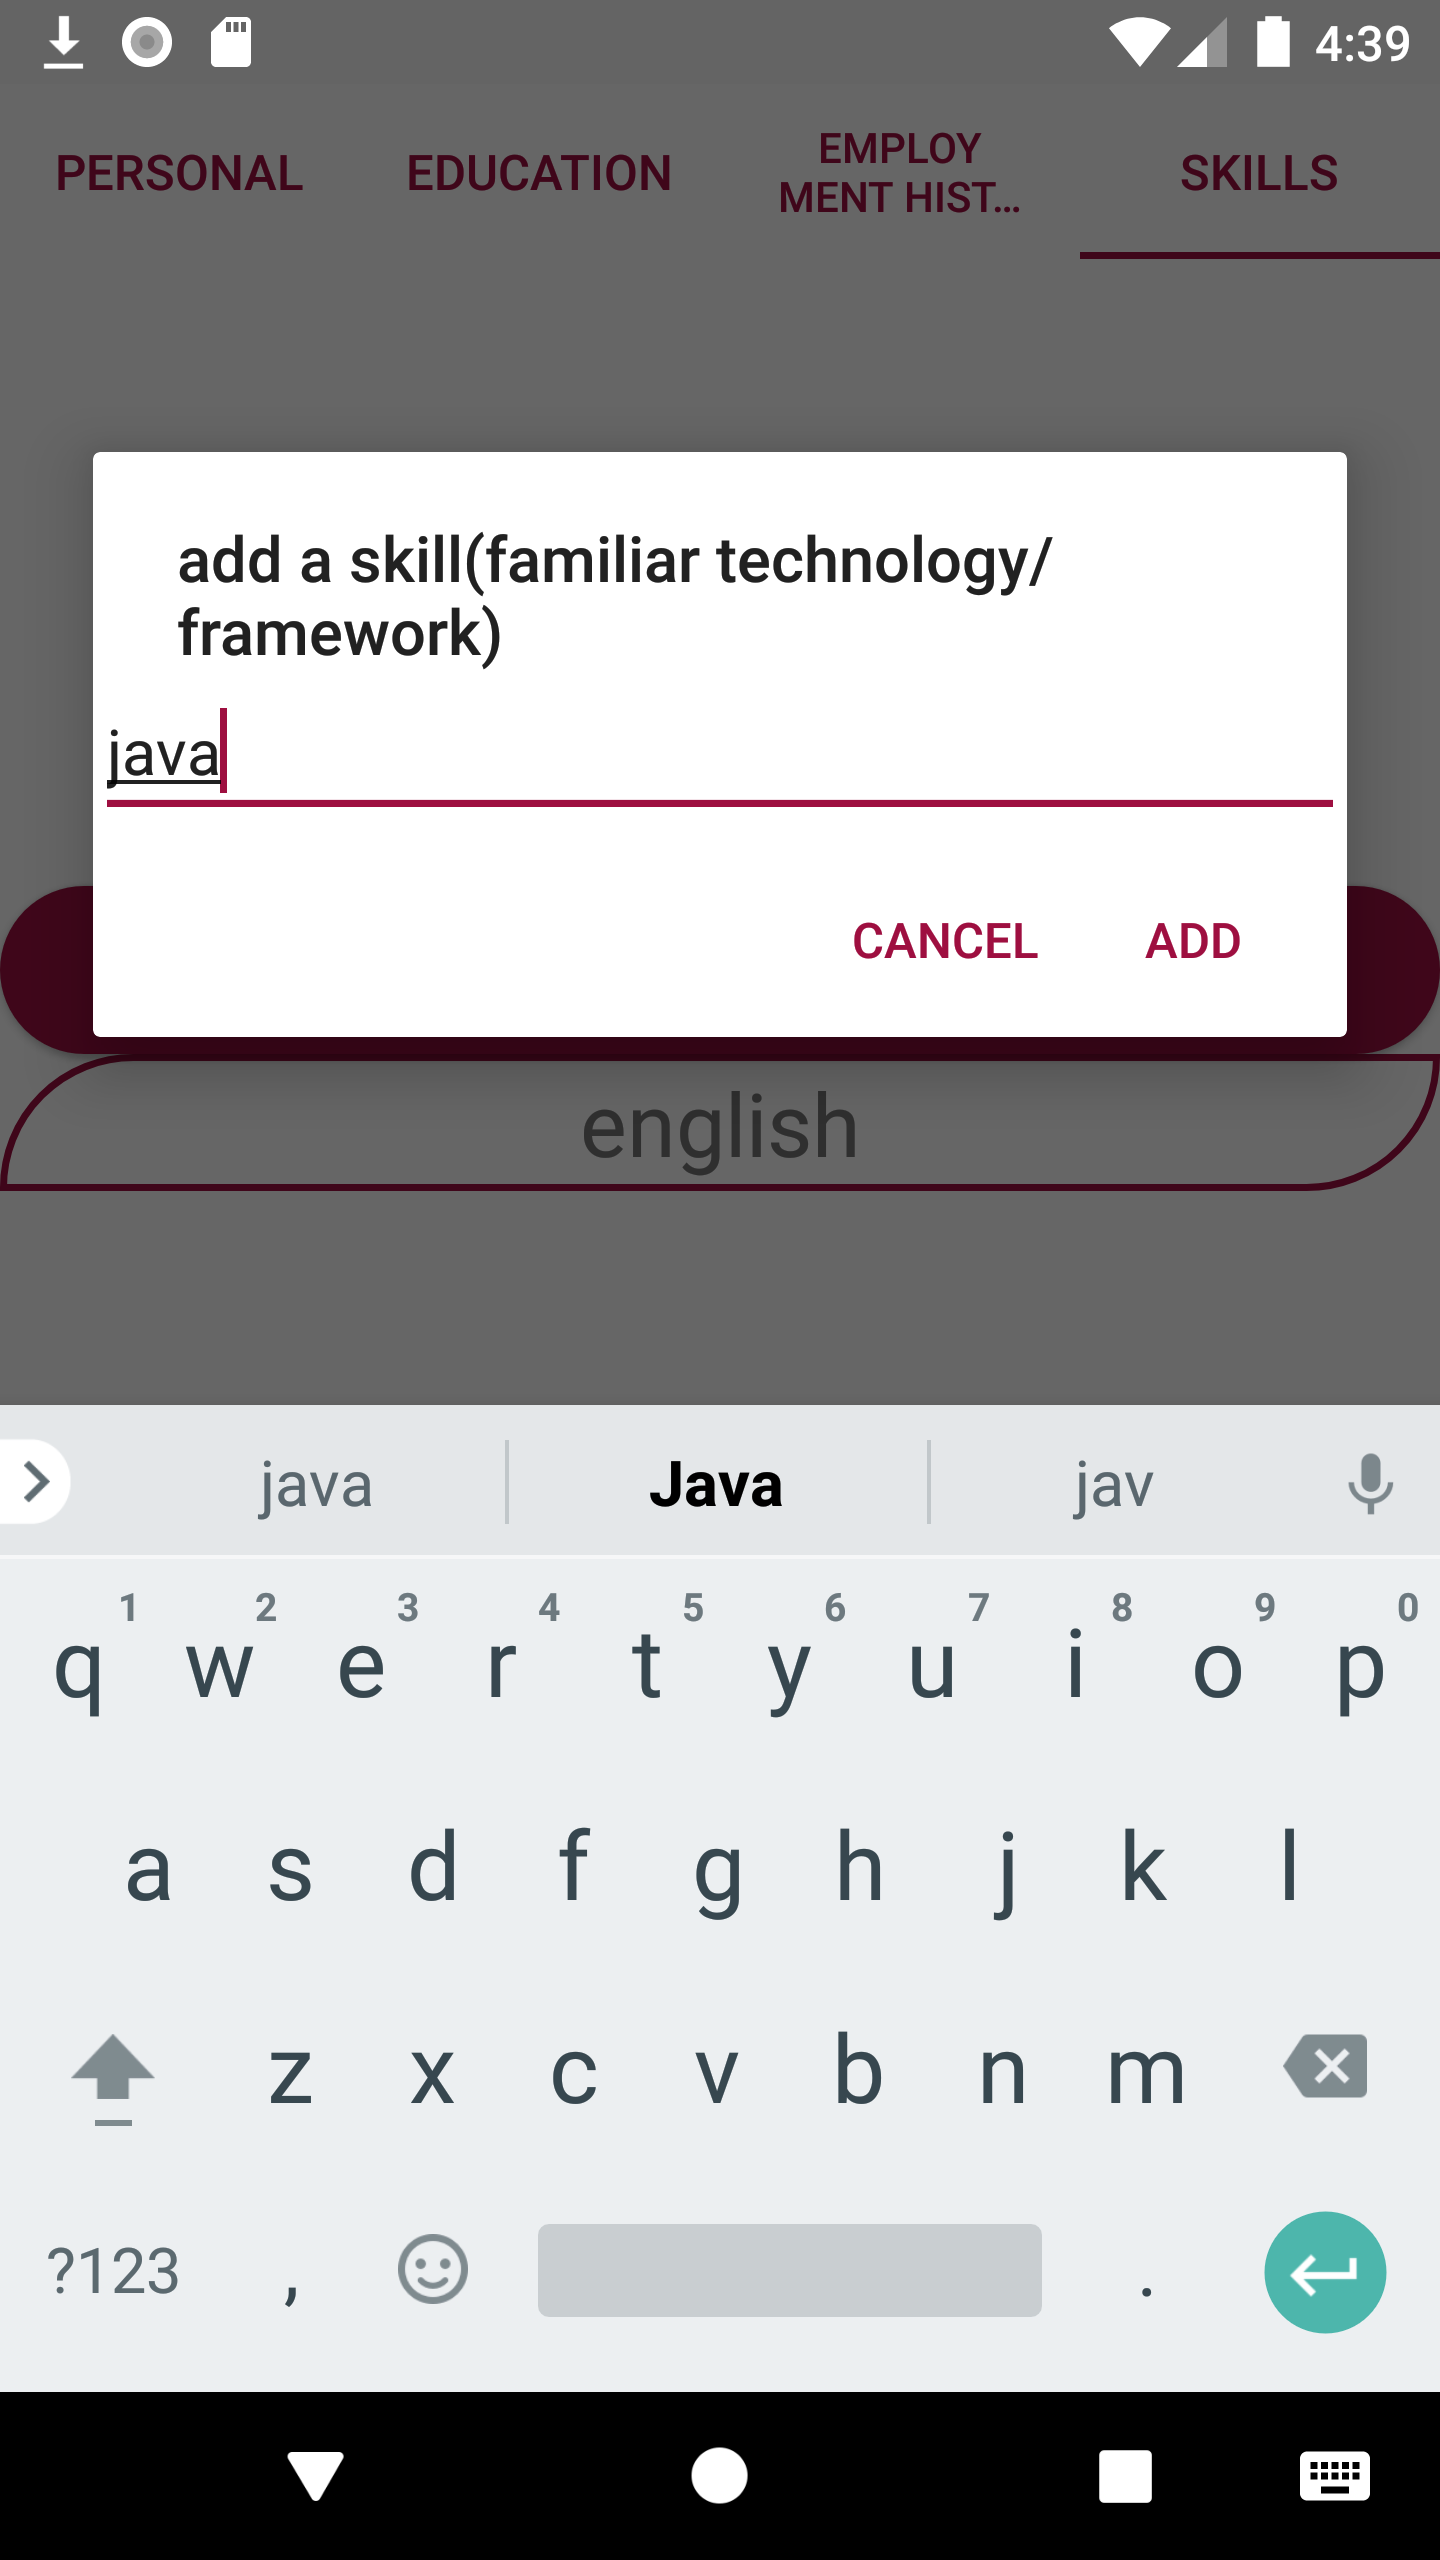 4:39
PERSONAL
EDUCATION
EMPLOY
MENT HIST...
SKILLS
add a skill(familiar technology/
framework)
java
CANCEL ADD
english
java Java jav
1 2 3 4 5 6 7 8 9 0
q w e r t y u i o p
a s d f g h j k l
z x c v b n m
?123 , .